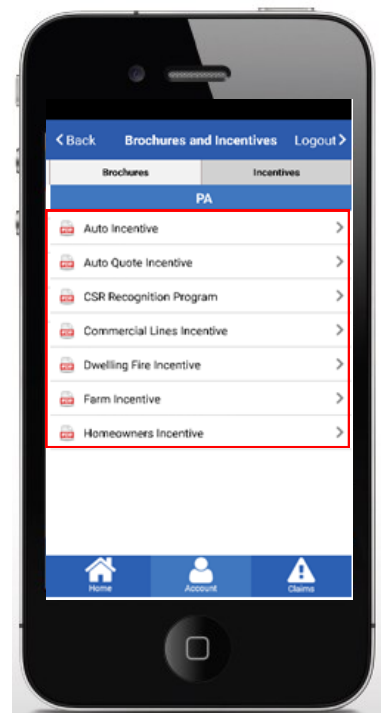 Back Brochures and Incentives Logout
Brochures Incentives
PA
Auto Incentive
Auto Quote Incentive
CSR Recognition Program
Commercial Lines Incentive
Dwelling Fire Incentive
Farm Incentive
Homeowners Incentive
Home Account Claims